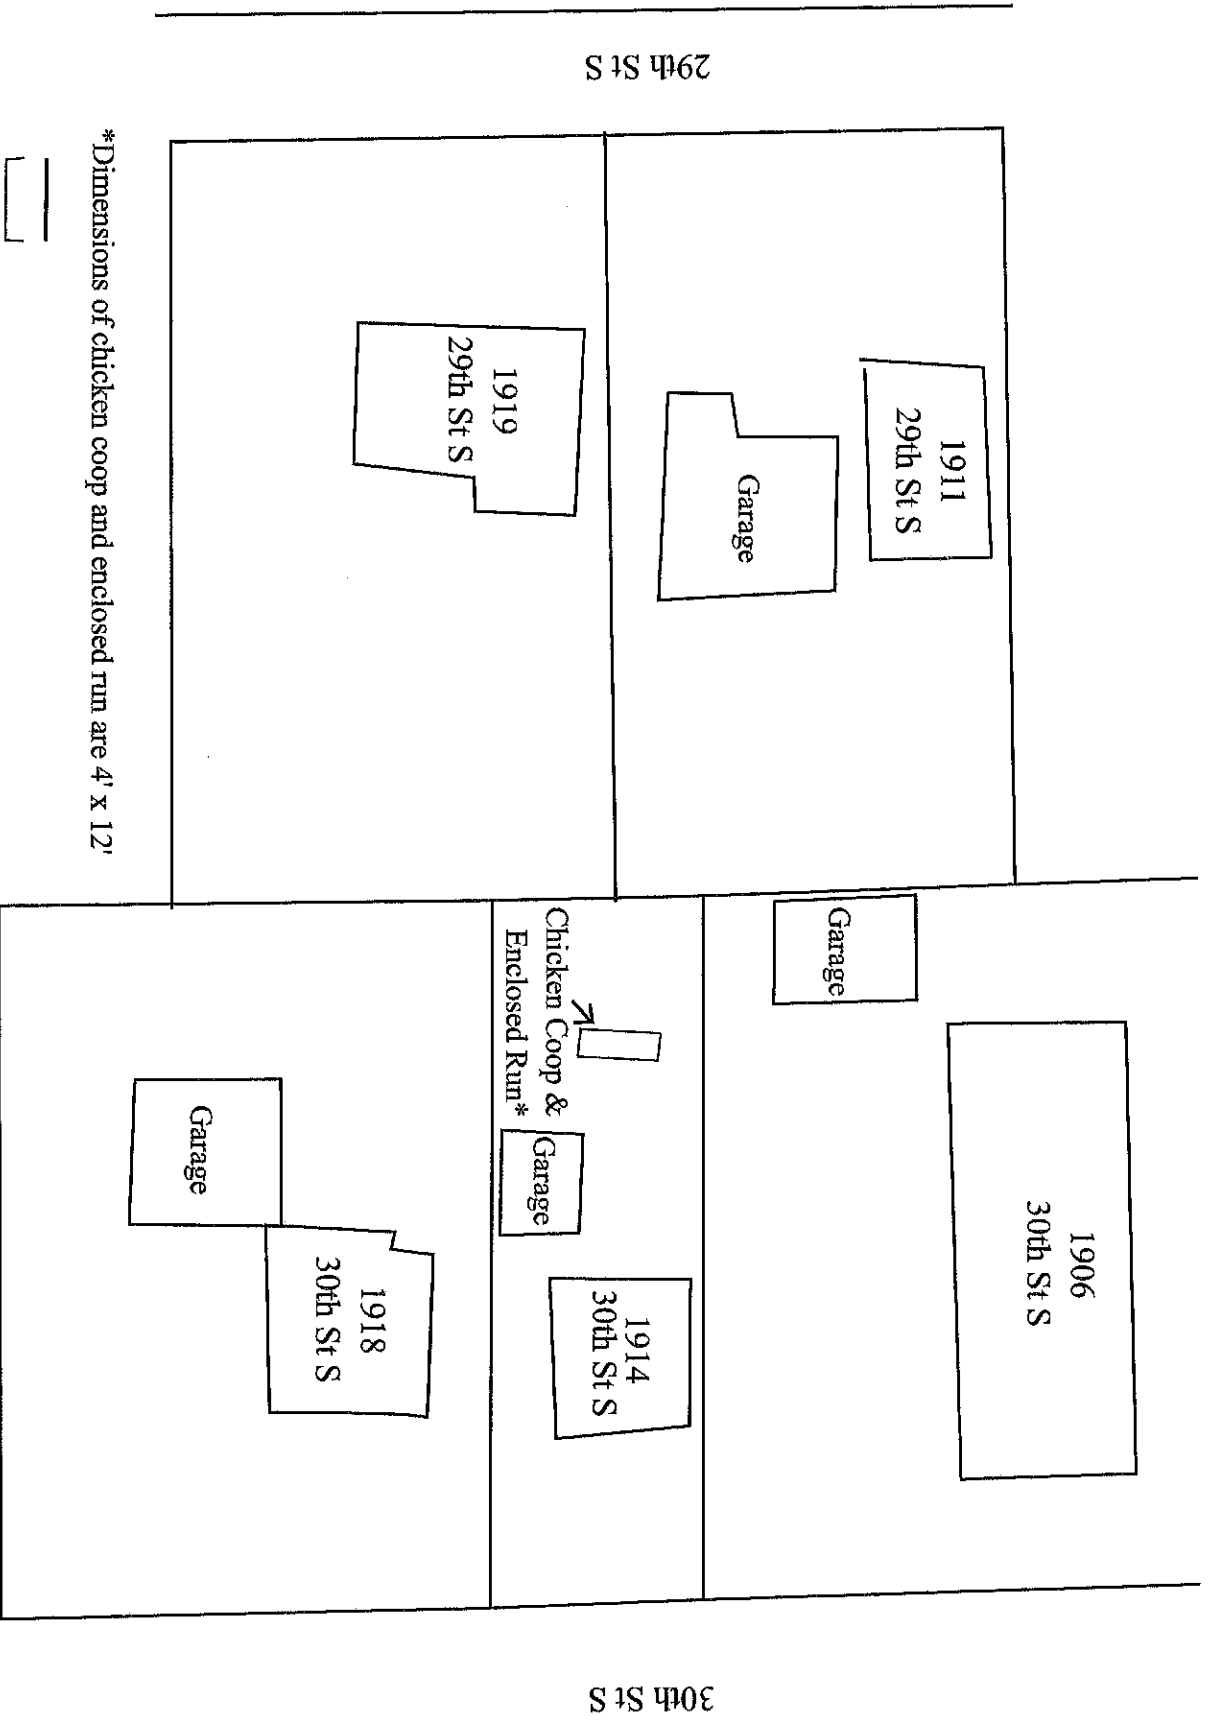 29th St S
1911
29th St S
Garage
1919
29th St S
*Dimensions of chicken coop and enclosed run are 4' x 12'
Garage
1906
30th St S
Chicken Coop &
Enclosed Run*
Garage
1914
30th St S
Garage
1918
30th St S
30th St S